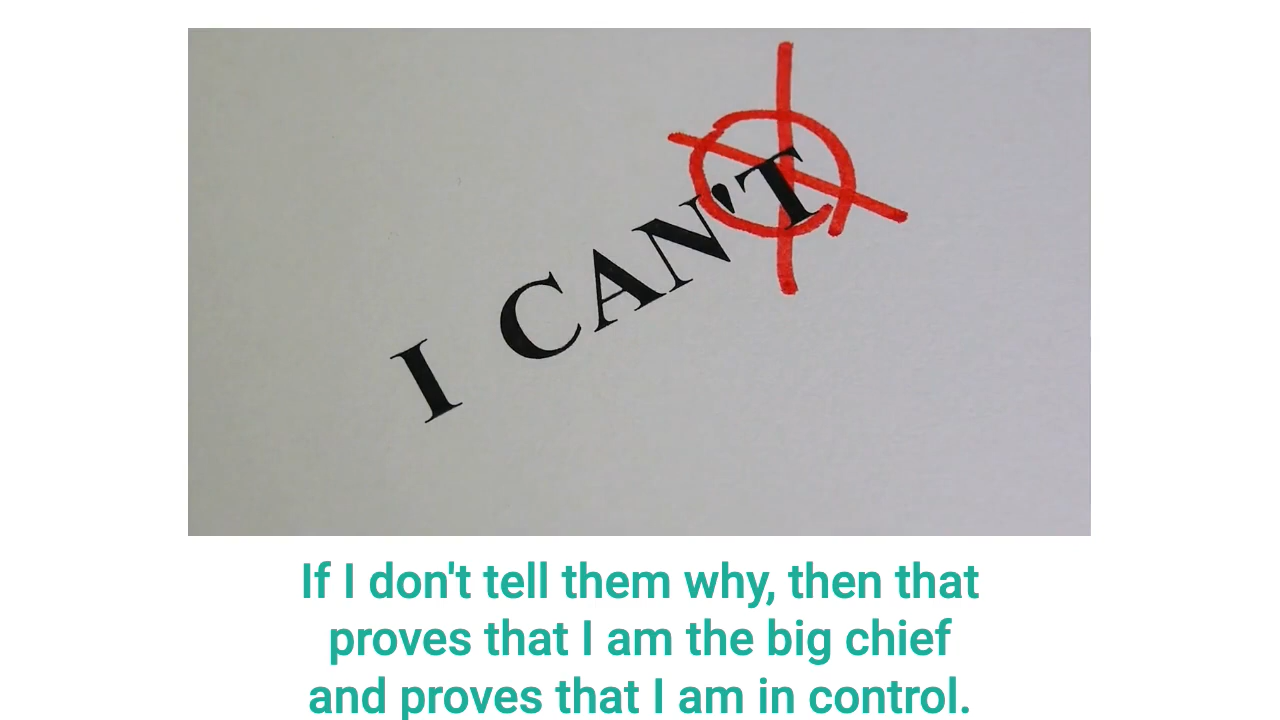 I CAN'T
If I don't tell them why, then that
proves that I am the big chief
and proves that I am in control.